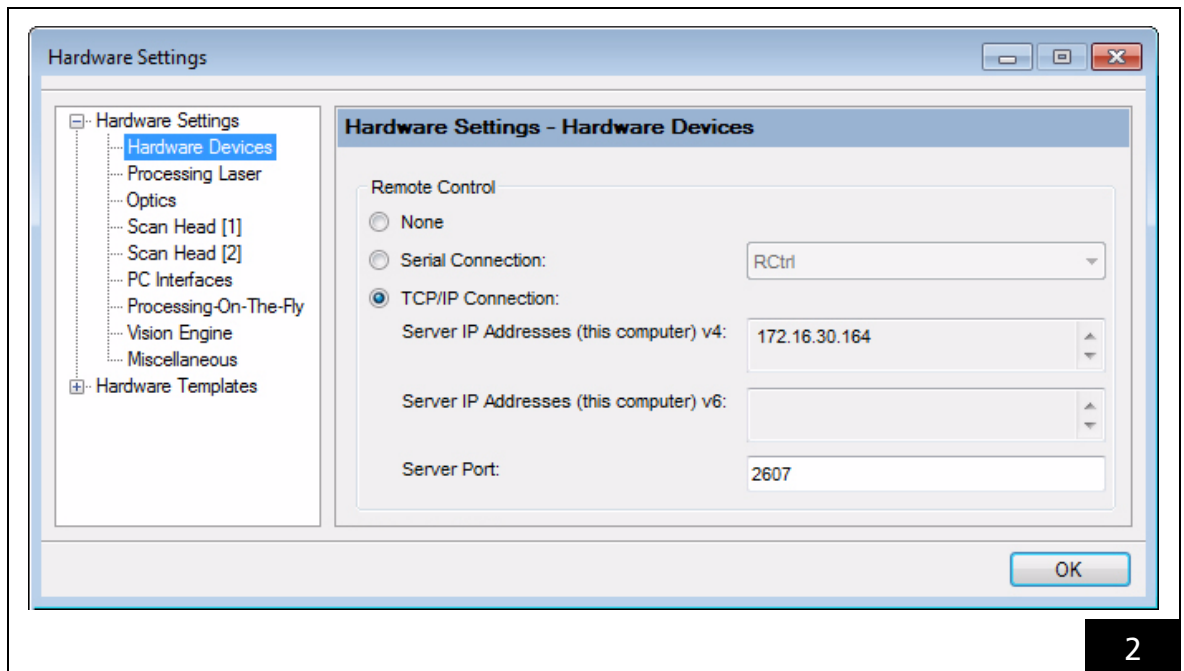 Hardware Settings
Hardware Settings
Hardware Devices
Processing Laser
Optics
Scan Head [1]
Scan Head [2]
PC Interfaces
Processing-On-The-Fly
Vision Engine
Miscellaneous
Hardware Templates
Hardware Settings - Hardware Devices
Remote Control
None
Serial Connection: RCtrl
TCP/IP Connection:
Server IP Addresses (this computer) v4: 172.16.30.164
Server IP Addresses (this computer) v6:
Server Port: 2607
OK
2